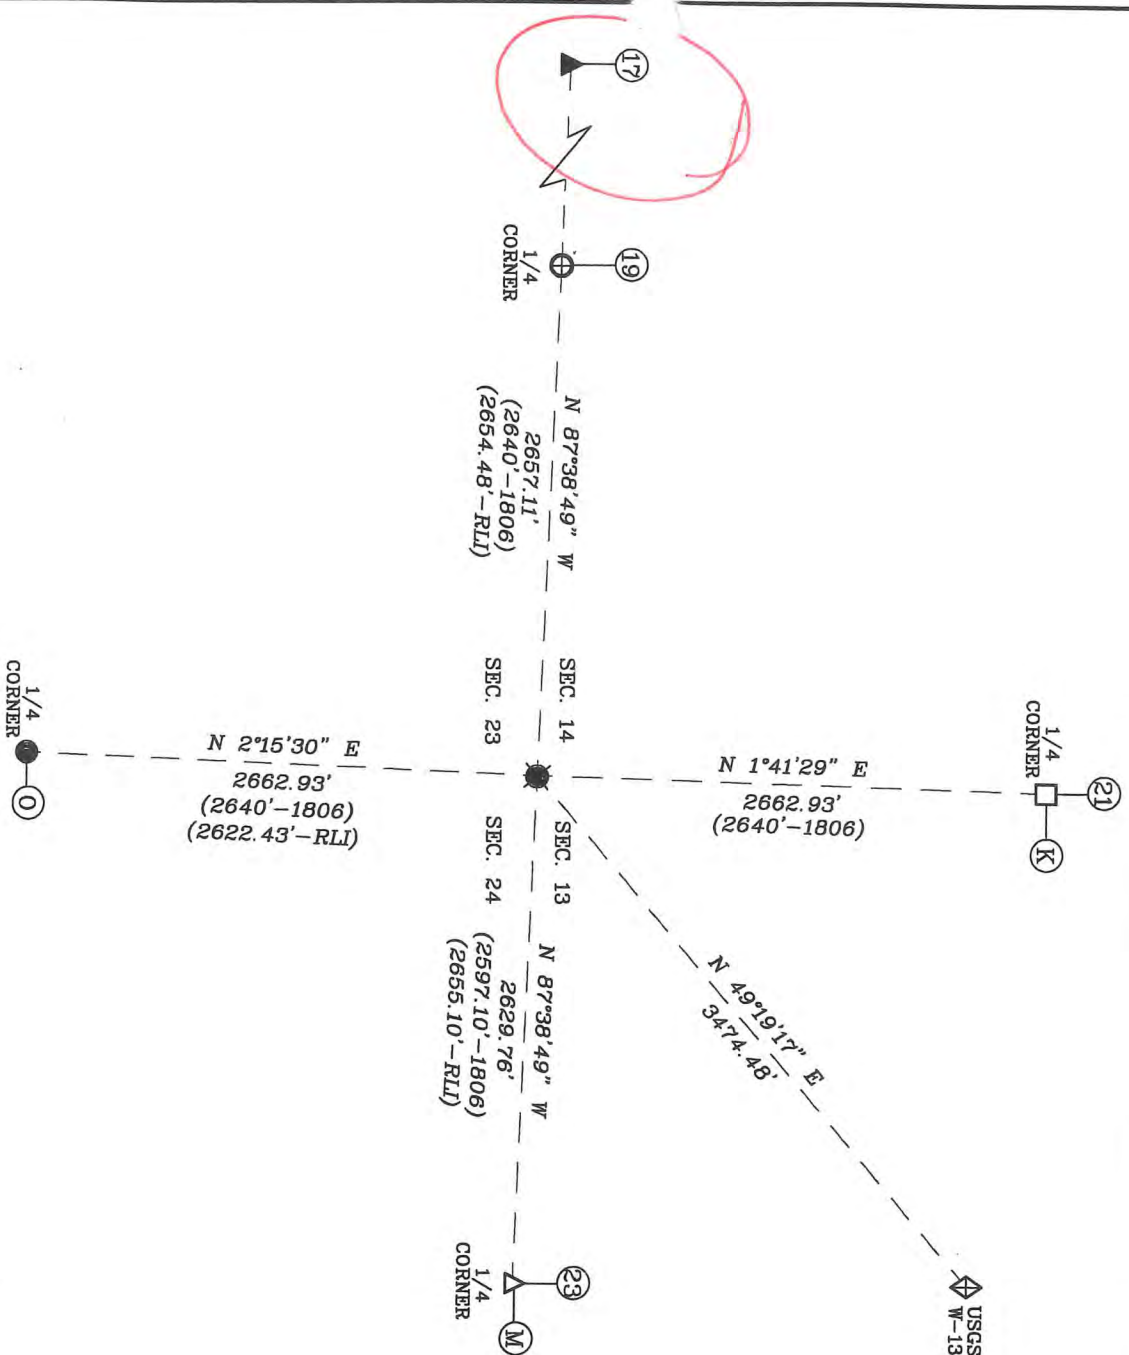 17
19
1/4
CORNER
N 87°38'49" W
2657.11'
(2640'-1806)
(2654.48'-RLI)
SEC. 14
SEC. 23
1/4
CORNER
O
N 2°15'30" E
2662.93'
(2640'-1806)
(2622.43'-RLI)
N 1°41'29" E
2662.93'
(2640'-1806)
1/4
CORNER
21
K
SEC. 13
SEC. 24
N 87°38'49" W
2629.76'
(2597.10'-1806)
(2655.10'-RLI)
N 49°19'17" E
3474.48'
23
1/4
CORNER
M
USGS
W-13